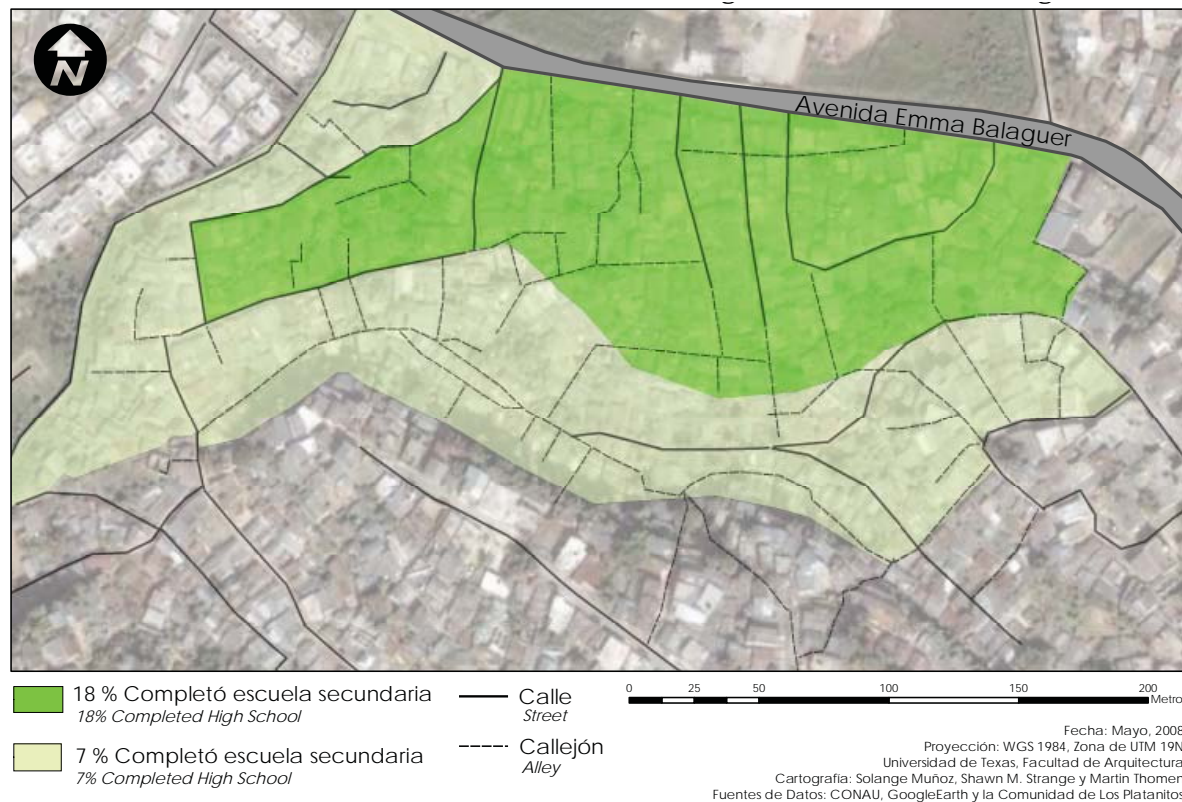 N
Avenida Emma Balaguer
18 % Completó escuela secundaria
18% Completed High School
7 % Completó escuela secundaria
7% Completed High School
Calle
Street
Callejón
Alley
0 25 50 100 150 200
Metro
Fecha: Mayo, 2008
Proyección: WGS 1984, Zona de UTM 19N
Universidad de Texas, Facultad de Arquitectura
Cartografía: Solange Muñoz, Shawn M. Strange y Martin Thomen
Fuentes de Datos: CONAU, GoogleEarth y la Comunidad de Los Platanitos